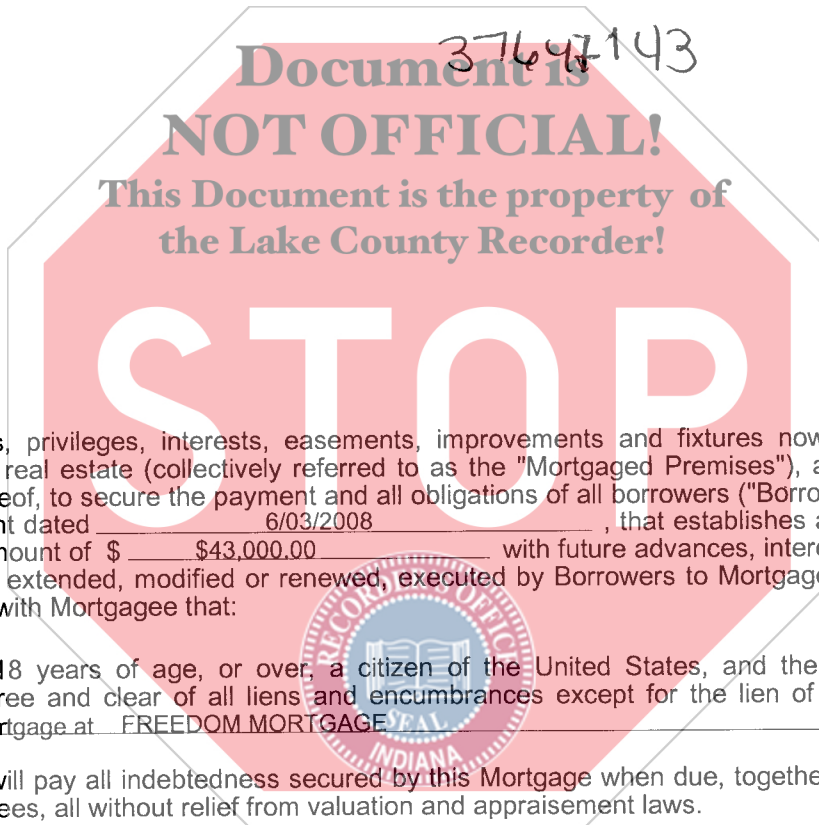 37647143
Document is
NOT OFFICIAL!
This Document is the property of
the Lake County Recorder!
STOP
s, privileges, interests, easements, improvements and fixtures now
real estate (collectively referred to as the "Mortgaged Premises"), a
eof, to secure the payment and all obligations of all borrowers ("Borro
nt dated 6/03/2008 , that establishes a
nount of $ $43,000.00 with future advances, intere
extended, modified or renewed, executed by Borrowers to Mortgage
with Mortgagee that:
RECORDER'S OFFICE
18 years of age, or over, a citizen of the United States, and the
ree and clear of all liens and encumbrances except for the lien of
rtgage at FREEDOM MORTGAGE
SEAL
INDIANA
will pay all indebtedness secured by this Mortgage when due, togethe
ees, all without relief from valuation and appraisement laws.